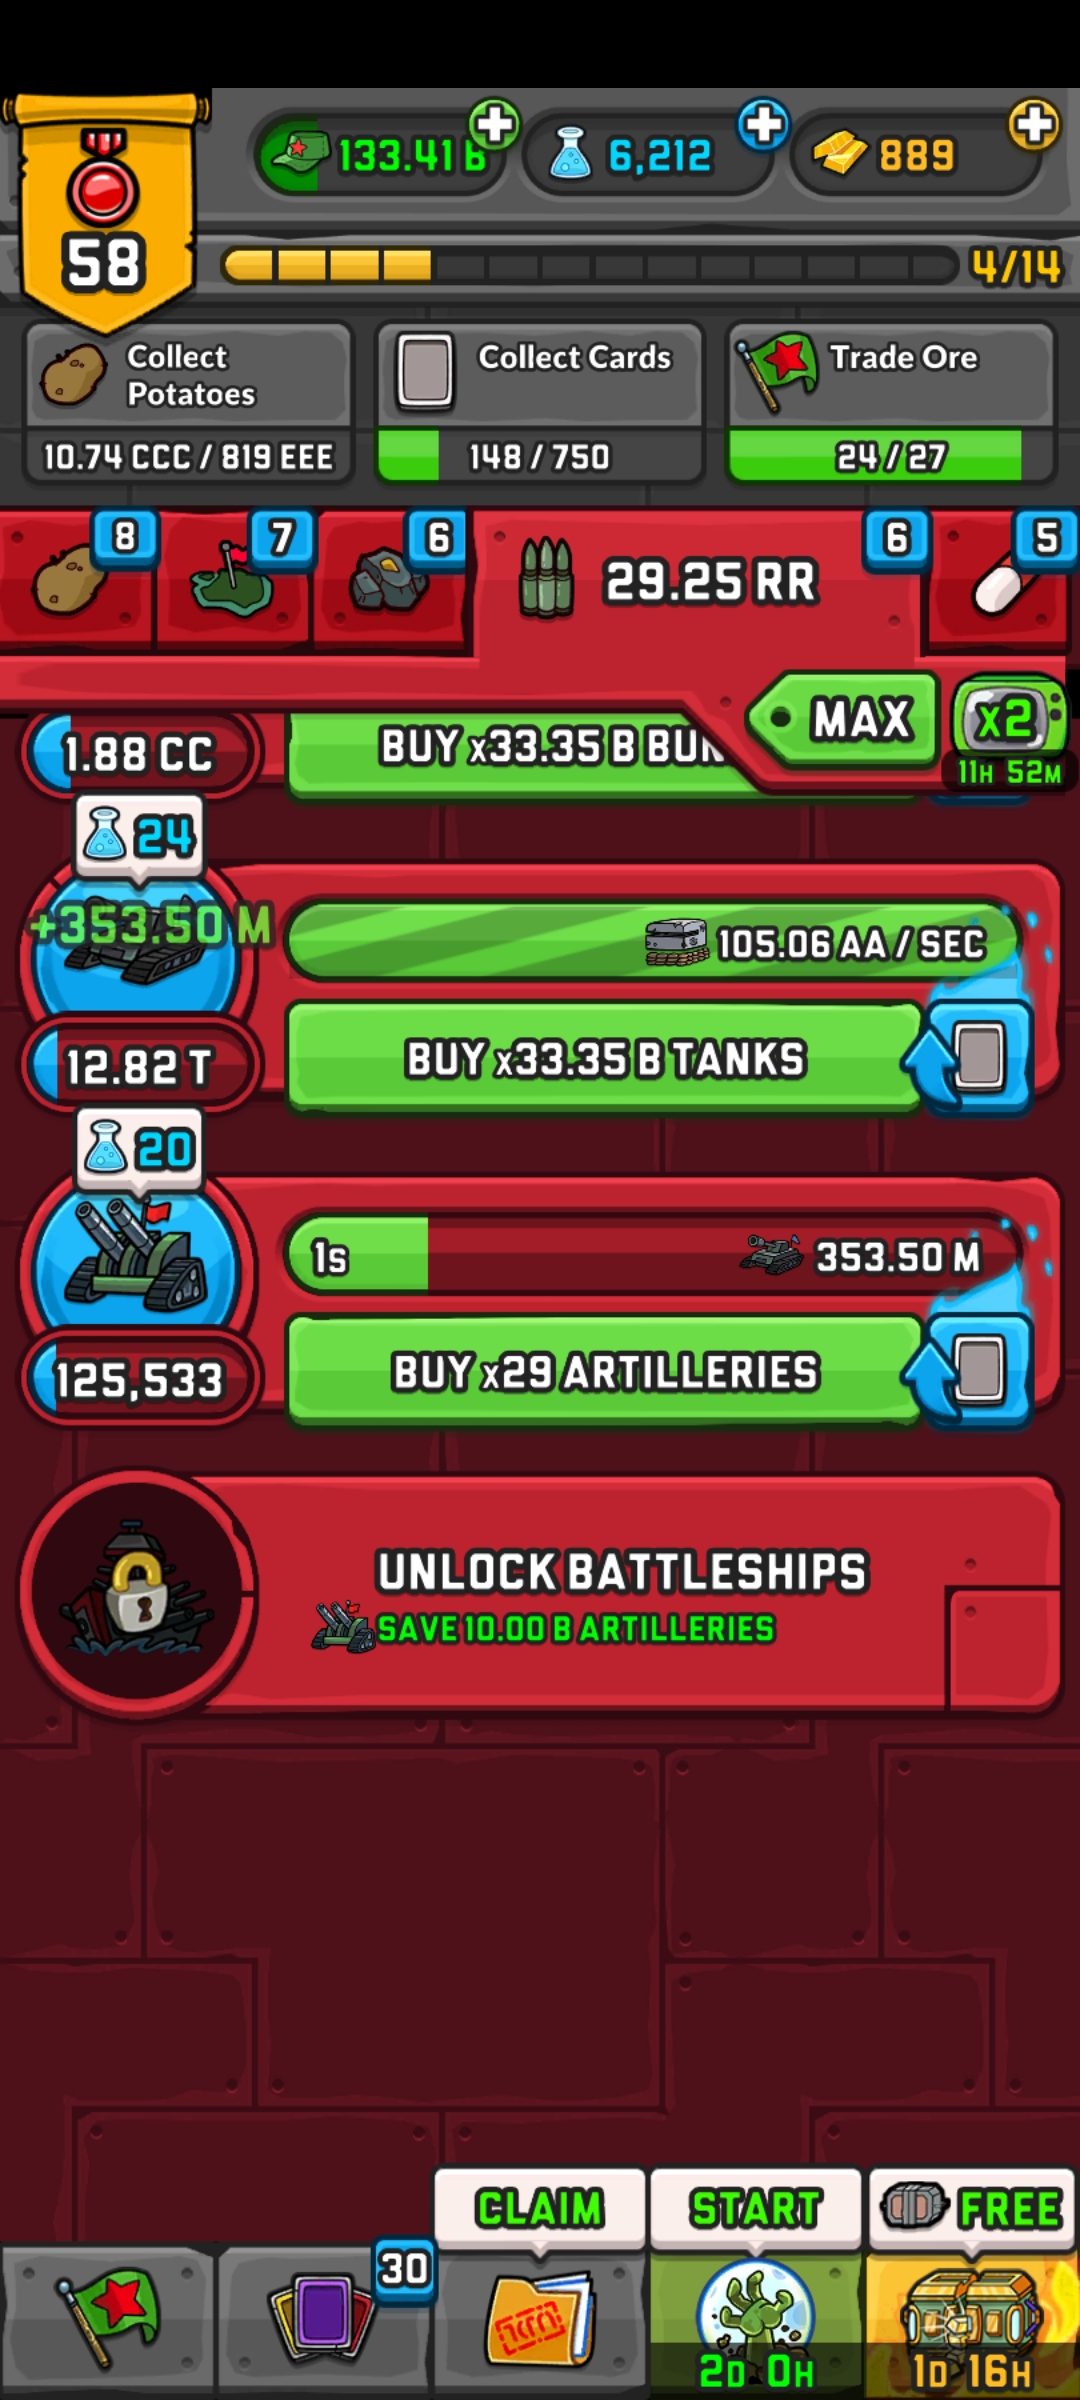 58
133.41 B
6,212
889
4/14
Collect
Potatoes
10.74 CCC / 819 EEE
Collect Cards
148 / 750
Trade Ore
24 / 27
8
7
6
29.25 RR
6
5
MAX
x2
11H 52M
1.88 CC
BUY x33.35 B BUN
24
+353.50 M
105.06 AA / SEC
12.82 T
BUY x33.35 B TANKS
20
1s
353.50 M
125,533
BUY x29 ARTILLERIES
UNLOCK BATTLESHIPS
SAVE 10.00 B ARTILLERIES
CLAIM
START
FREE
30
2D 0H
1D 16H